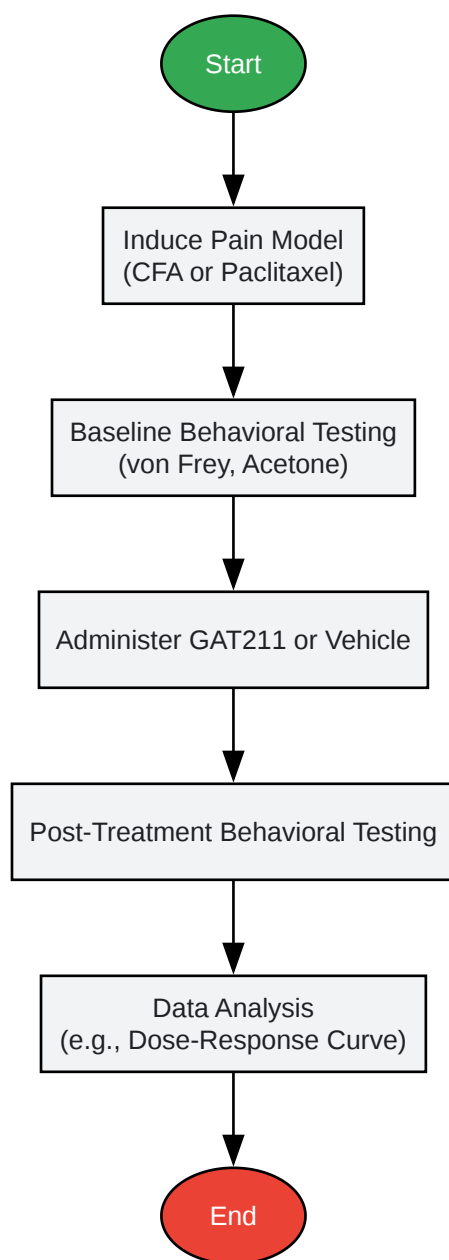 Start
Induce Pain Model
(CFA or Paclitaxel)
Baseline Behavioral Testing
(von Frey, Acetone)
Administer GAT211 or Vehicle
Post-Treatment Behavioral Testing
Data Analysis
(e.g., Dose-Response Curve)
End